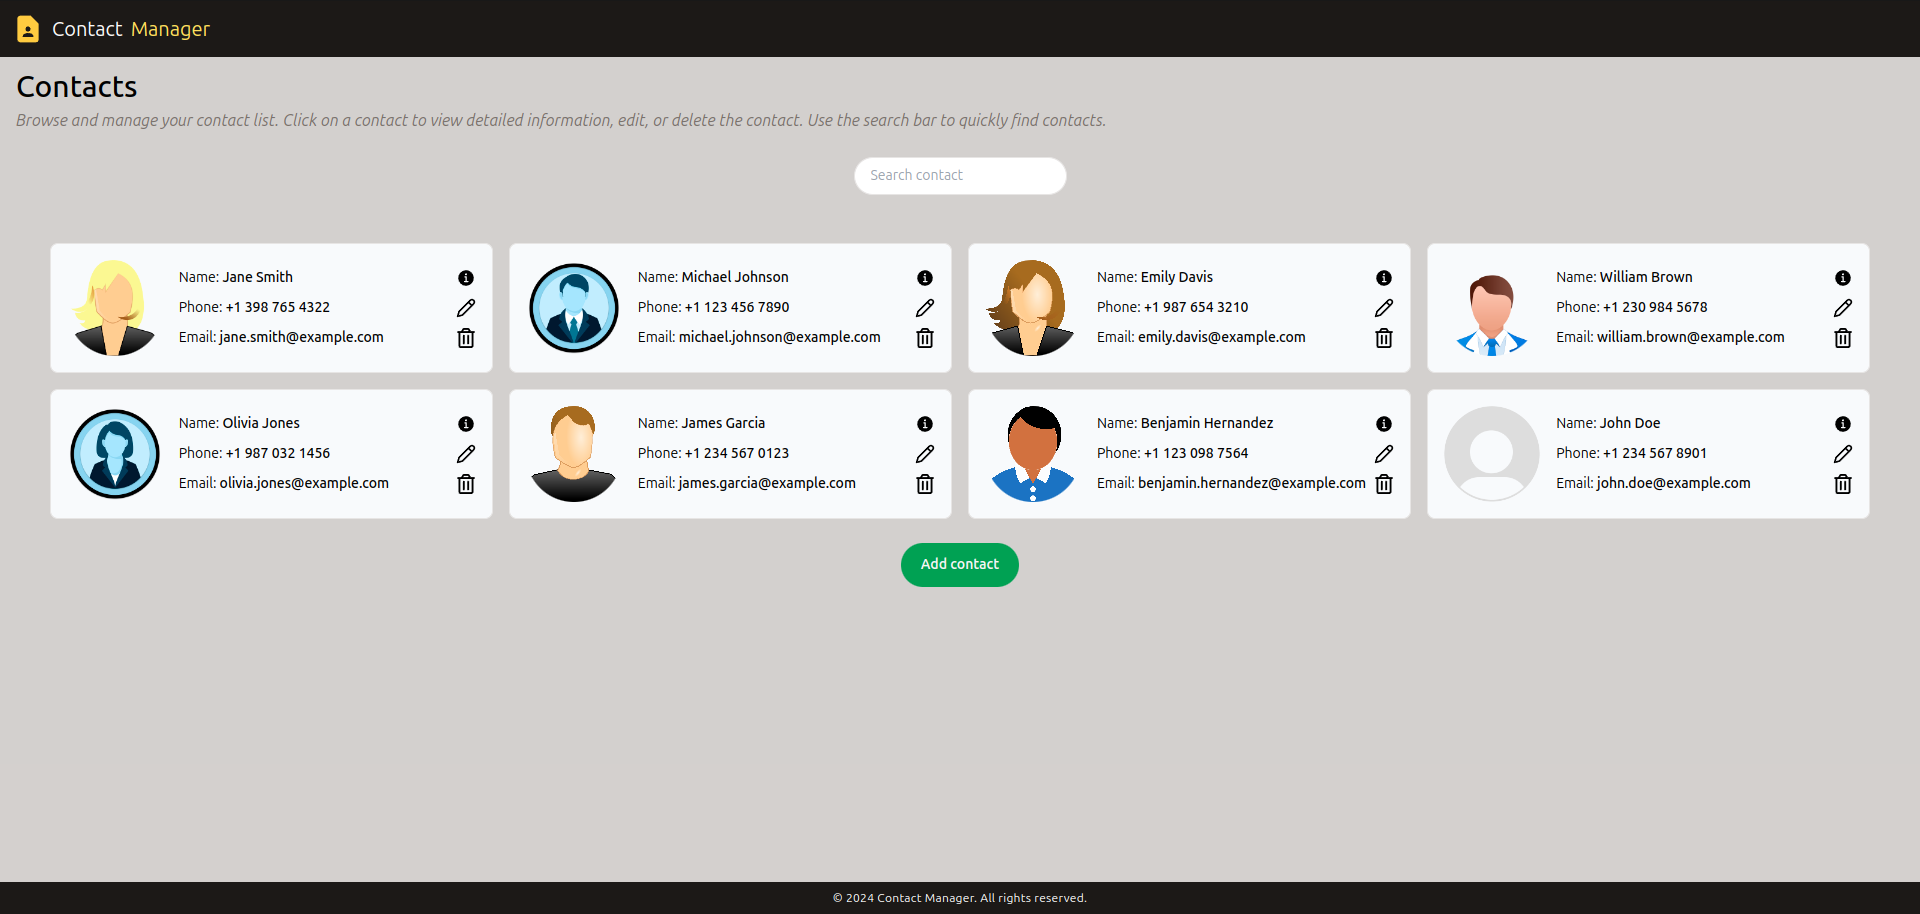 Contact Manager
Contacts
Browse and manage your contact list. Click on a contact to view detailed information, edit, or delete the contact. Use the search bar to quickly find contacts.
Search contact
Name: Jane Smith
Phone: +1 398 765 4322
Email: jane.smith@example.com
Name: Michael Johnson
Phone: +1 123 456 7890
Email: michael.johnson@example.com
Name: Emily Davis
Phone: +1 987 654 3210
Email: emily.davis@example.com
Name: William Brown
Phone: +1 230 984 5678
Email: william.brown@example.com
Name: Olivia Jones
Phone: +1 987 032 1456
Email: olivia.jones@example.com
Name: James Garcia
Phone: +1 234 567 0123
Email: james.garcia@example.com
Name: Benjamin Hernandez
Phone: +1 123 098 7564
Email: benjamin.hernandez@example.com
Name: John Doe
Phone: +1 234 567 8901
Email: john.doe@example.com
Add contact
© 2024 Contact Manager. All rights reserved.